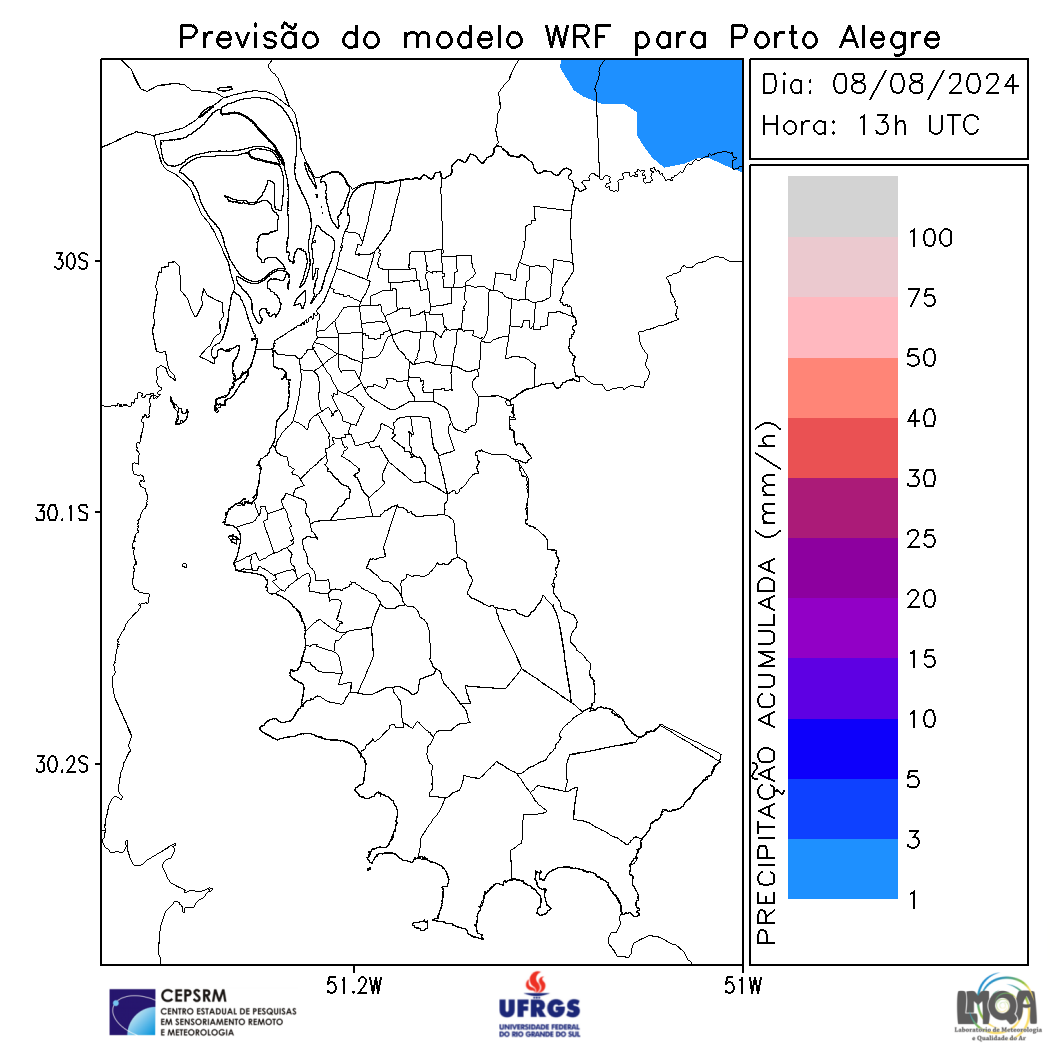 Previsão do modelo WRF para Porto Alegre
Dia: 08/08/2024
Hora: 13h UTC
30S
30.1S
30.2S
51.2W
51W
PRECIPITAÇÃO ACUMULADA (mm/h)
100
75
50
40
30
25
20
15
10
5
3
1
CEPSRM
CENTRO ESTADUAL DE PESQUISAS
EM SENSORIAMENTO REMOTO
E METEOROLOGIA
UFRGS
UNIVERSIDADE FEDERAL
DO RIO GRANDE DO SUL
LMQA
Laboratório de Meteorologia
e Qualidade do Ar